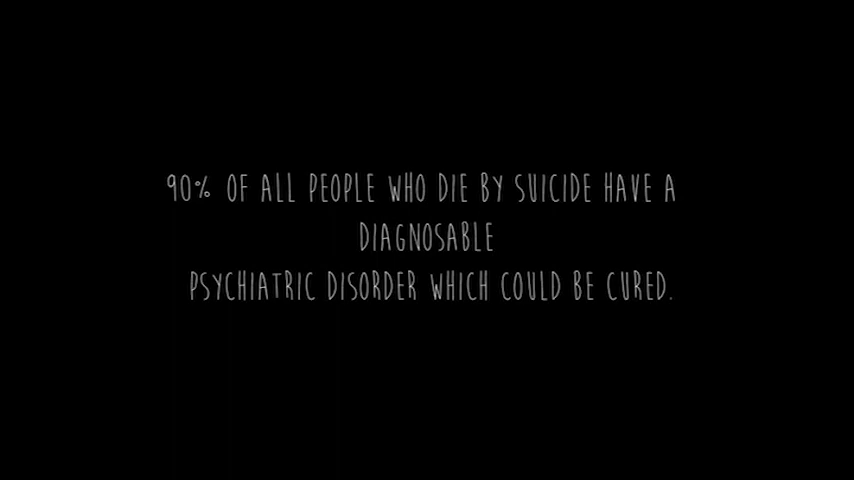 90% OF ALL PEOPLE WHO DIE BY SUICIDE HAVE A
DIAGNOSABLE
PSYCHIATRIC DISORDER WHICH COULD BE CURED.